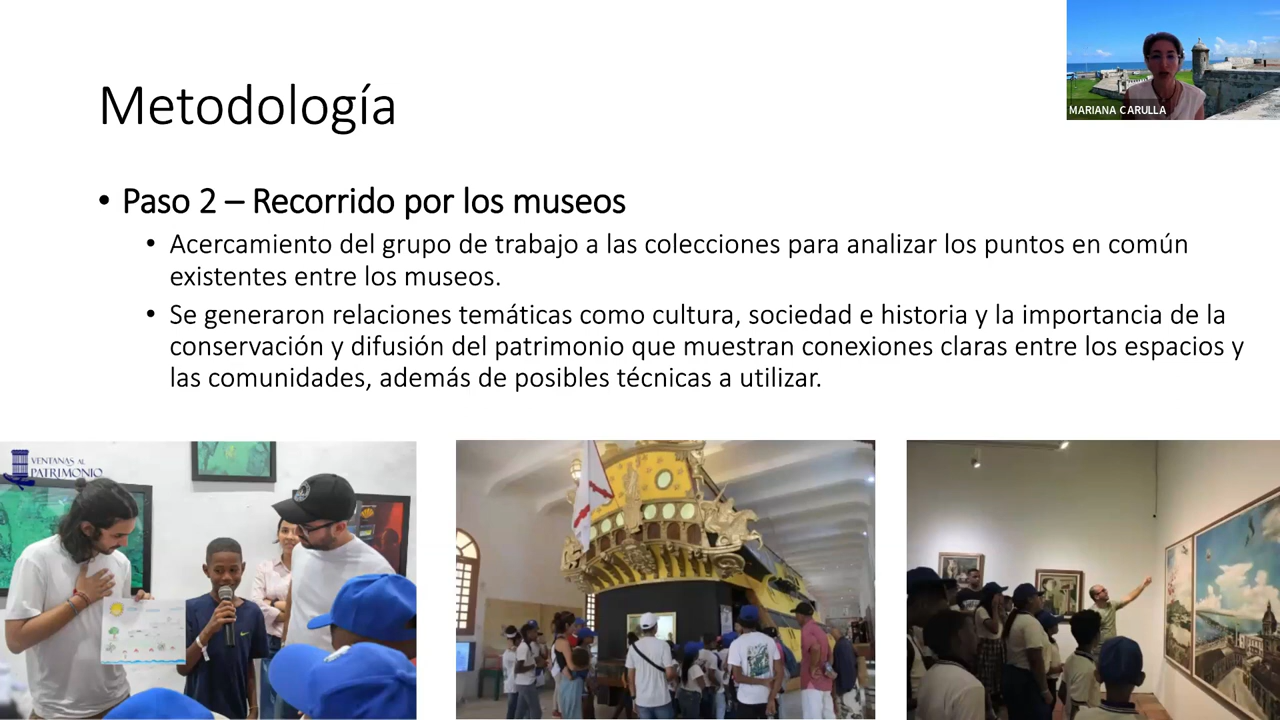 MARIANA CARULLA
Metodología
• Paso 2 – Recorrido por los museos
• Acercamiento del grupo de trabajo a las colecciones para analizar los puntos en común
existentes entre los museos.
• Se generaron relaciones temáticas como cultura, sociedad e historia y la importancia de la
conservación y difusión del patrimonio que muestran conexiones claras entre los espacios y
las comunidades, además de posibles técnicas a utilizar.
VENTANAS AL
PATRIMONIO